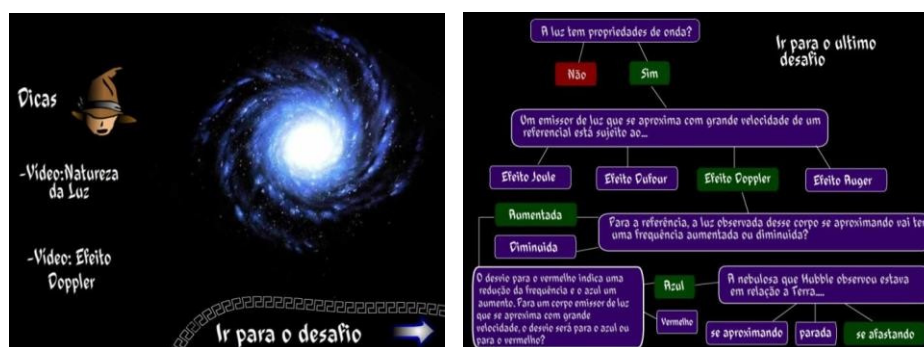 Dicas
-Vídeo:Natureza
da Luz
-Video: Efeito
Doppler
Ir para o desafio
A luz tem propriedades de onda?
Não
Sim
Ir para o ultimo
desafio
Um emissor de luz que se aproxima com grande velocidade de um
referencial está sujeito ao...
Efeito Joule
Efeito Dufour
Efeito Doppler
Efeito Auger
Aumentada
Diminuida
Para a referência, a luz observada desse corpo se aproximando vai ter
uma frequência aumentada ou diminuida?
O desvio para o vermelho indica uma
redução da frequência e o azul um
aumento. Para um corpo emissor de luz
que se aproxima com grande
velocidade, o desvio será para o azul ou
para o vermelho?
Azul
Vermelho
A nebulosa que Hubble observou estava
em relação a Terra....
se aproximando
parada
se afastando